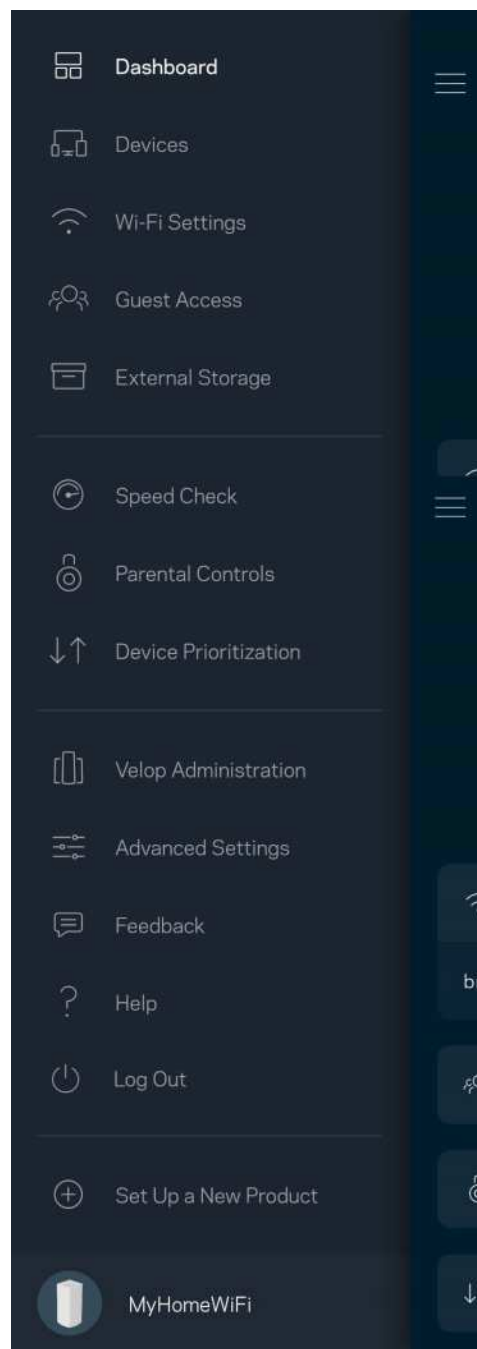 Dashboard
Devices
Wi-Fi Settings
Guest Access
External Storage
Speed Check
Parental Controls
Device Prioritization
Velop Administration
Advanced Settings
Feedback
Help
Log Out
Set Up a New Product
MyHomeWiFi